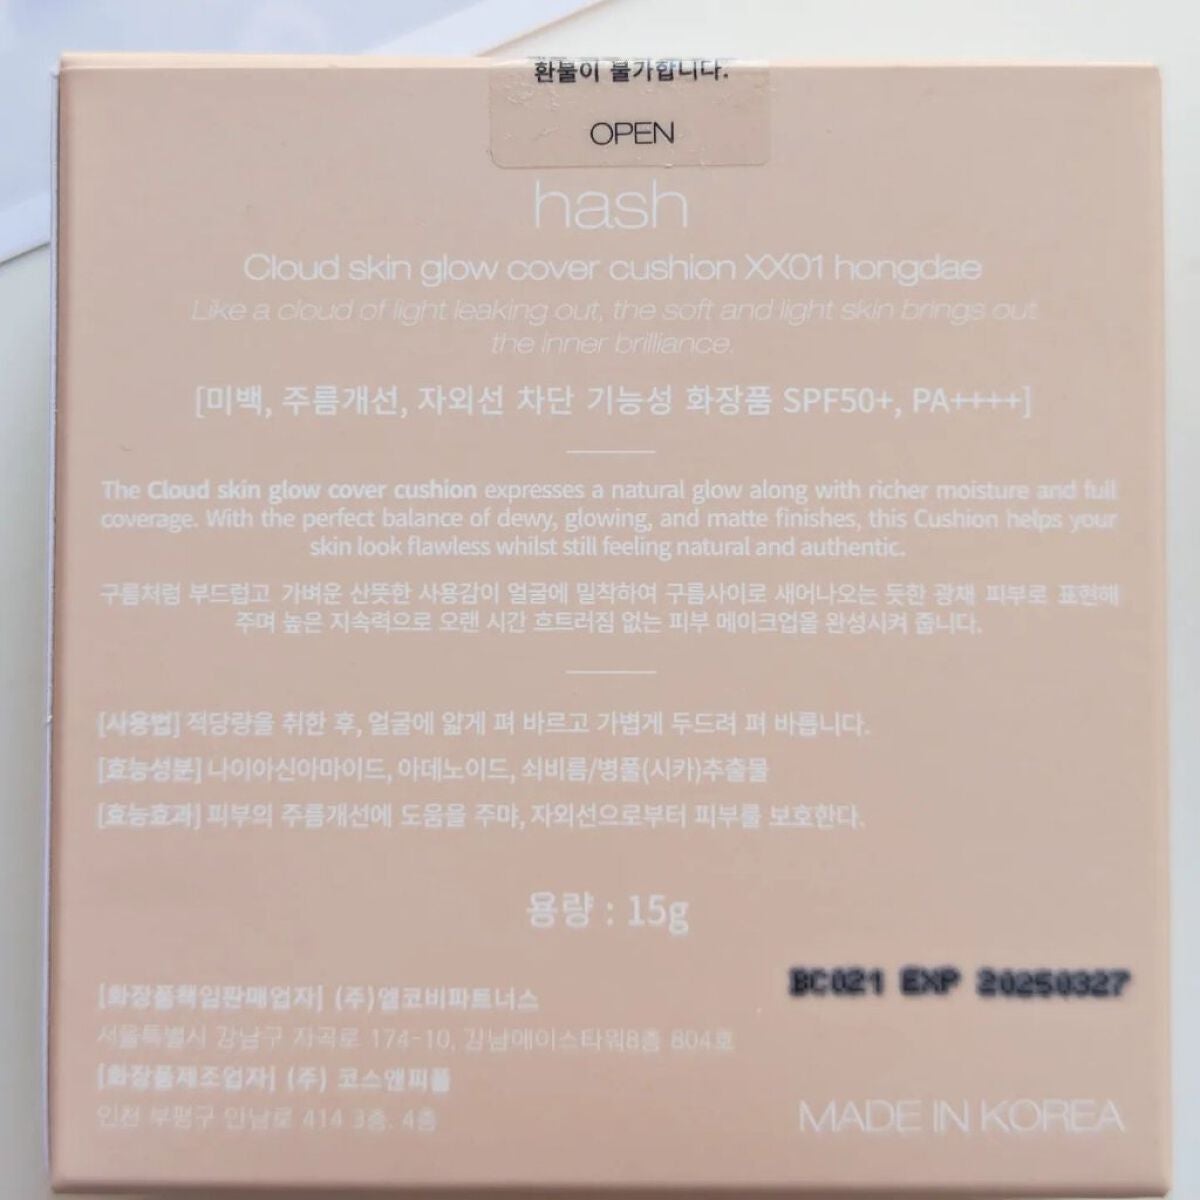 환불이 불가합니다.
OPEN
hash
Cloud skin glow cover cushion XX01 hongdae
Like a cloud of light leaking out, the soft and light skin brings out
the inner brilliance.
[미백, 주름개선, 자외선 차단 기능성 화장품 SPF50+, PA++++]
The Cloud skin glow cover cushion expresses a natural glow along with richer moisture and full
coverage. With the perfect balance of dewy, glowing, and matte finishes, this Cushion helps your
skin look flawless whilst still feeling natural and authentic.
구름처럼 부드럽고 가벼운 산뜻한 사용감이 얼굴에 밀착하여 구름사이로 새어나오는 듯한 광채 피부로 표현해
주며 높은 지속력으로 오랜 시간 흐트러짐 없는 피부 메이크업을 완성시켜 줍니다.
[사용법] 적당량을 취한 후, 얼굴에 얇게 펴 바르고 가볍게 두드려 펴 바릅니다.
[효능성분] 나이아신아마이드, 아데노이드, 쇠비름/병풀(시카)추출물
[효능효과] 피부의 주름개선에 도움을 주먀, 자외선으로부터 피부를 보호한다.
용량 : 15g
BC021 EXP 20250327
[화장품책임판매업자] (주)엘코비파트너스
서울특별시 강남구 자곡로 174-10, 강남에이스타워8층 804호
[화장품제조업자] (주) 코스앤피플
인천 부평구 안남로 414 3층, 4층
MADE IN KOREA